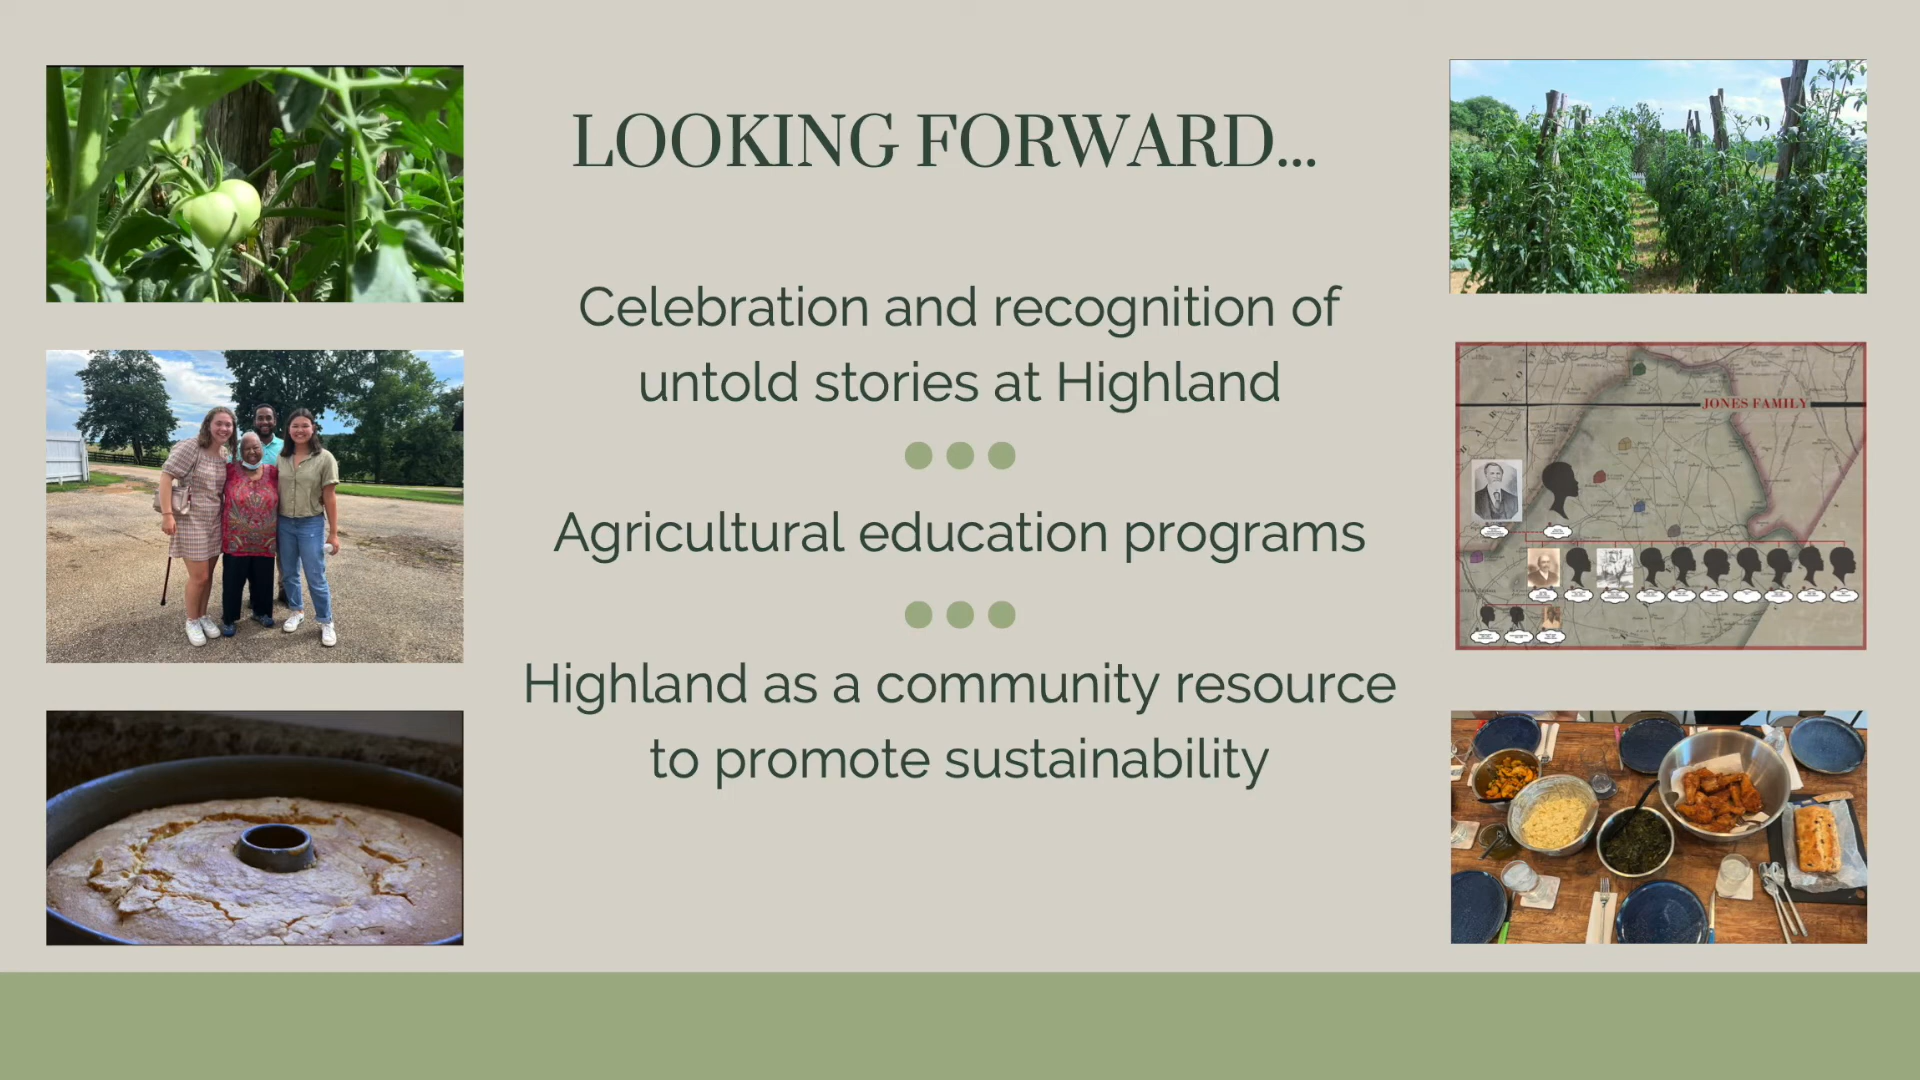 LOOKING FORWARD...
Celebration and recognition of
untold stories at Highland
Agricultural education programs
Highland as a community resource
to promote sustainability
JONES FAMILY